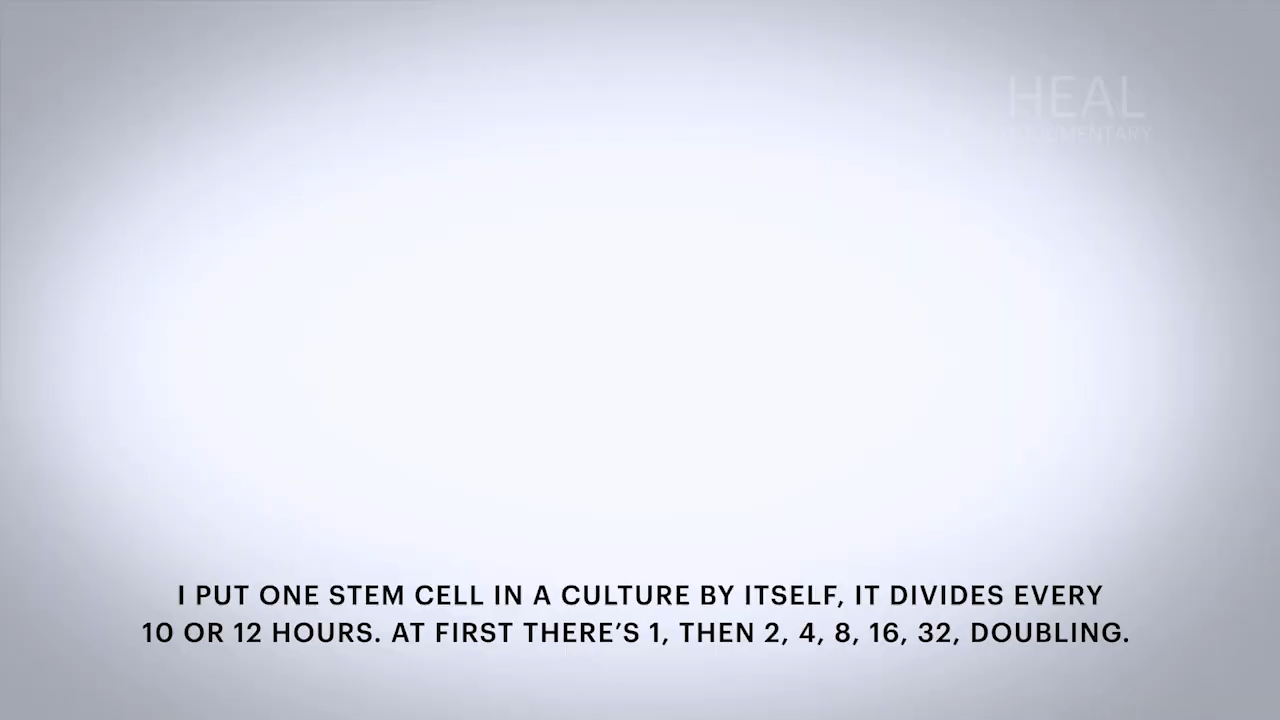 HEAL
I PUT ONE STEM CELL IN A CULTURE BY ITSELF, IT DIVIDES EVERY
10 OR 12 HOURS. AT FIRST THERE’S 1, THEN 2, 4, 8, 16, 32, DOUBLING.